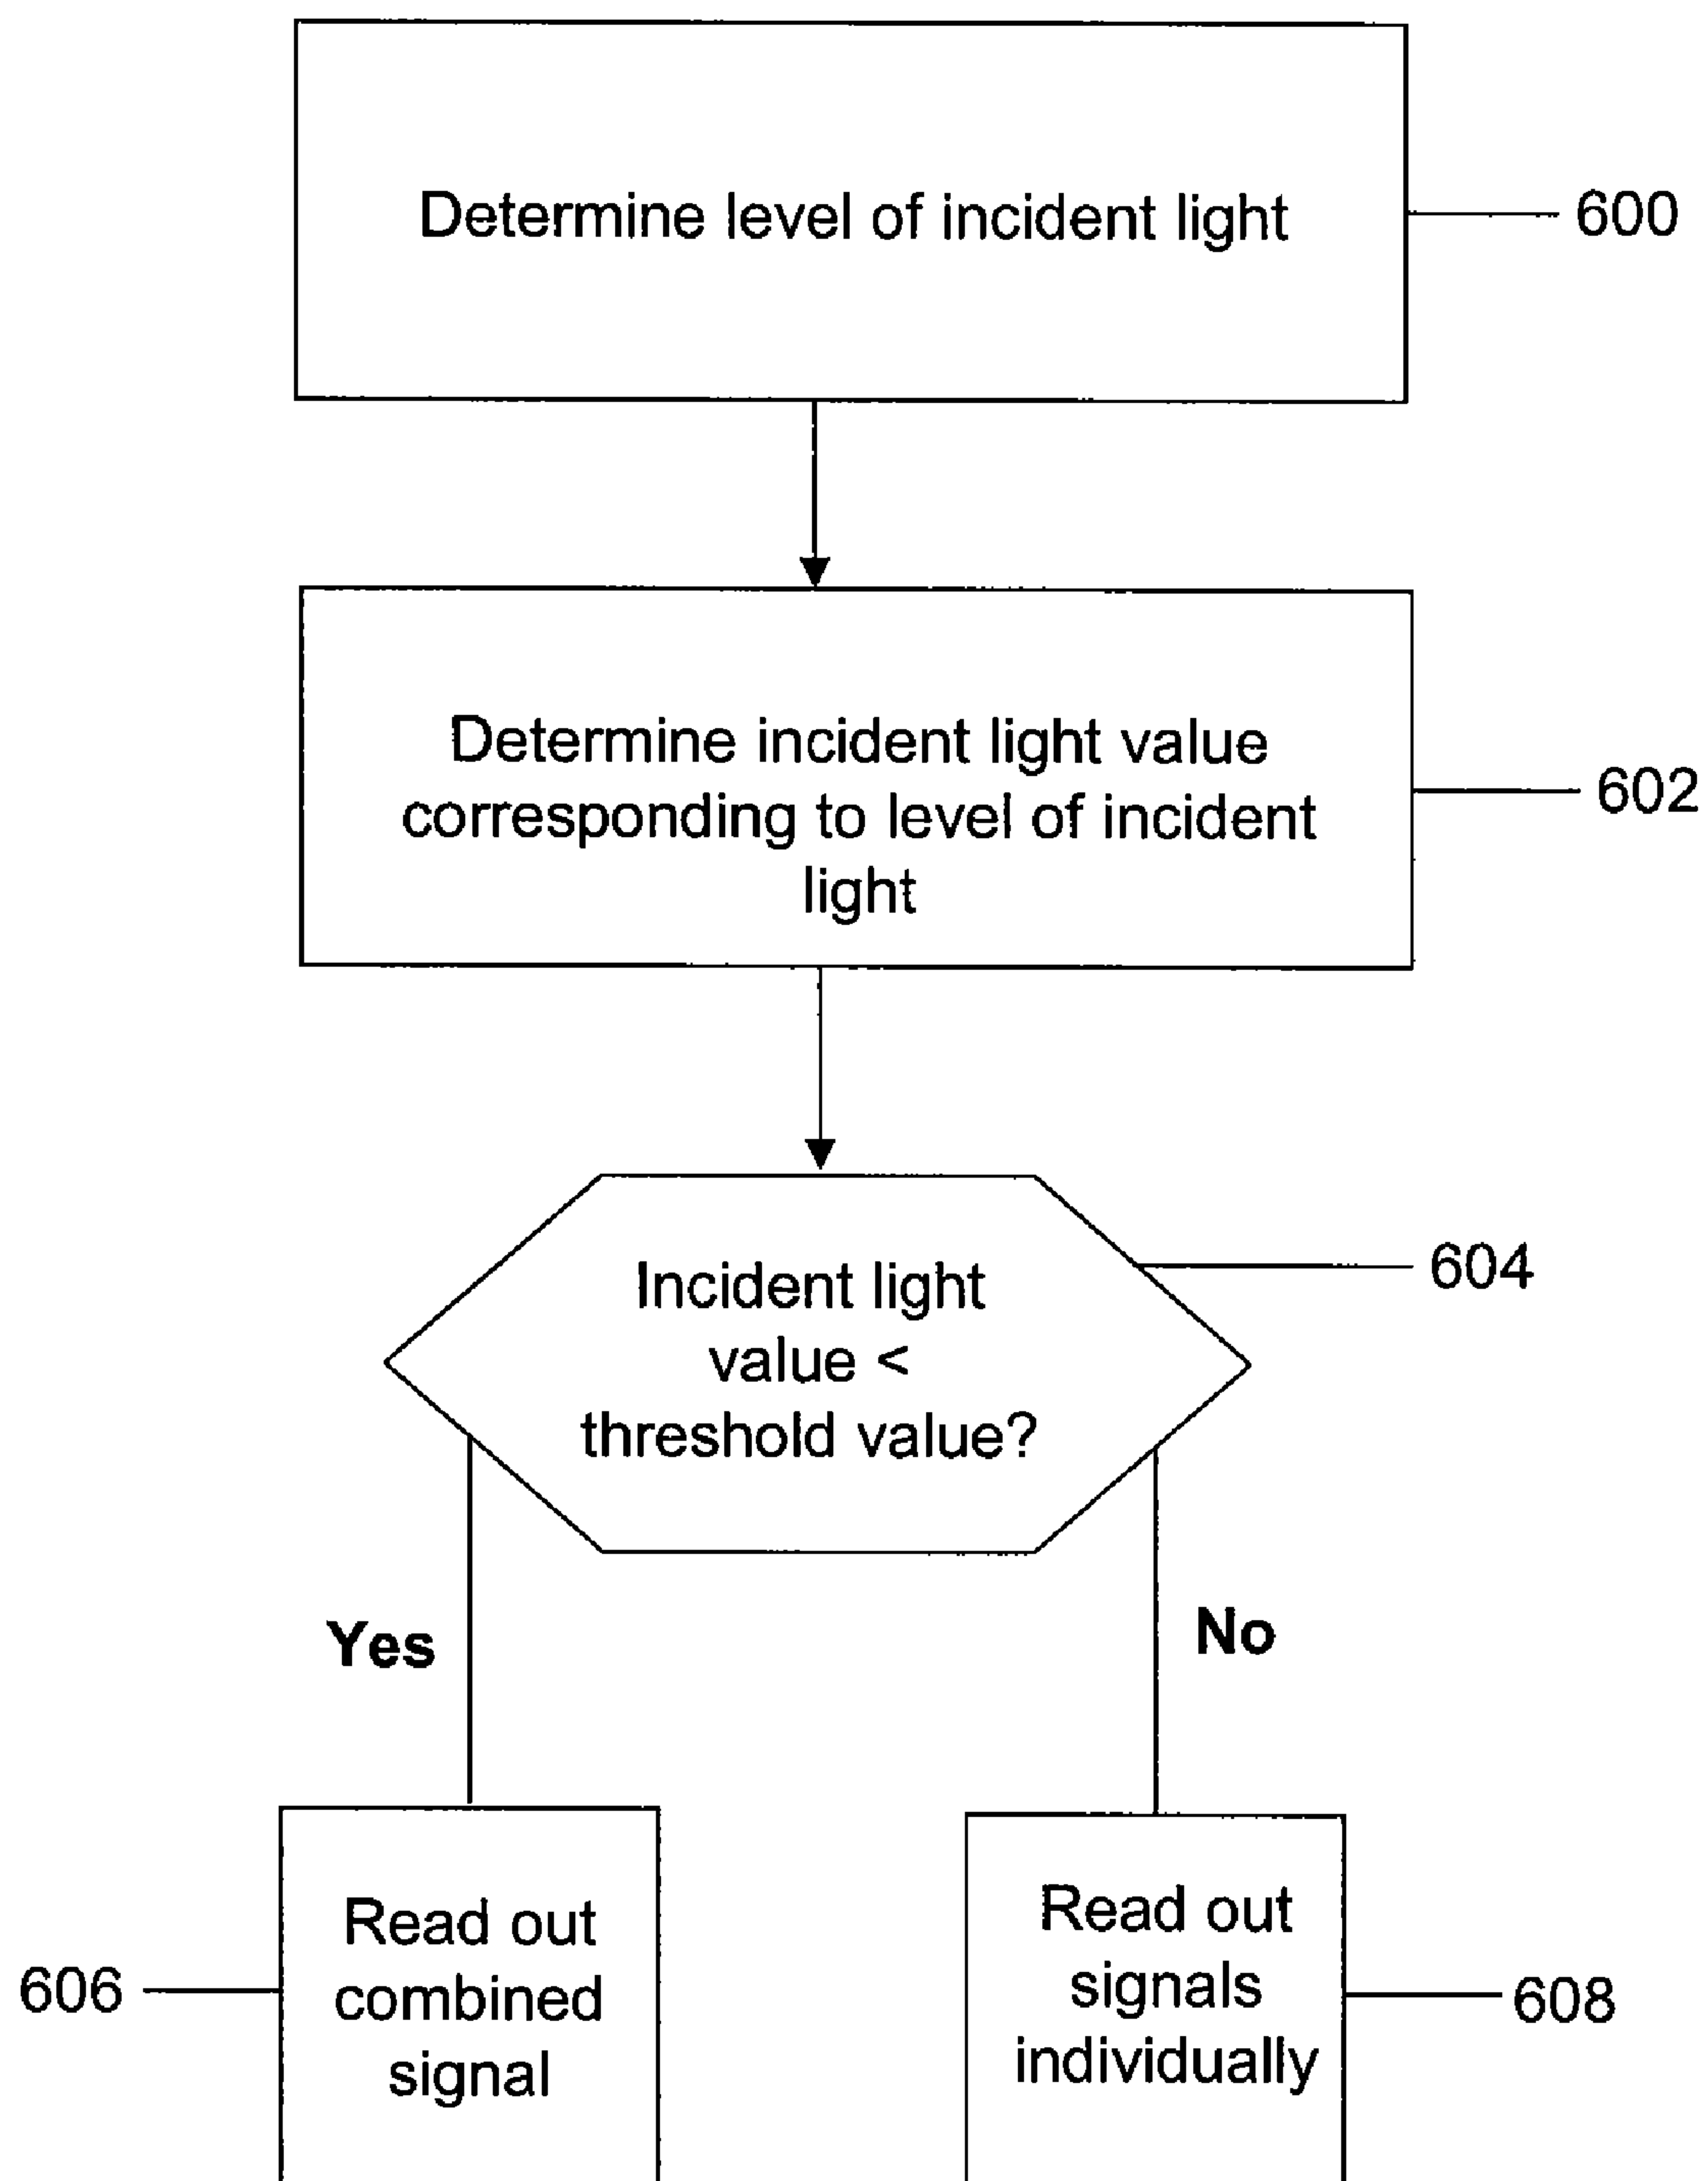 Determine level of incident light
600
Determine incident light value
corresponding to level of incident
light
602
Incident light
value <
threshold value?
604
Yes
No
Read out
combined
signal
606
Read out
signals
individually
608